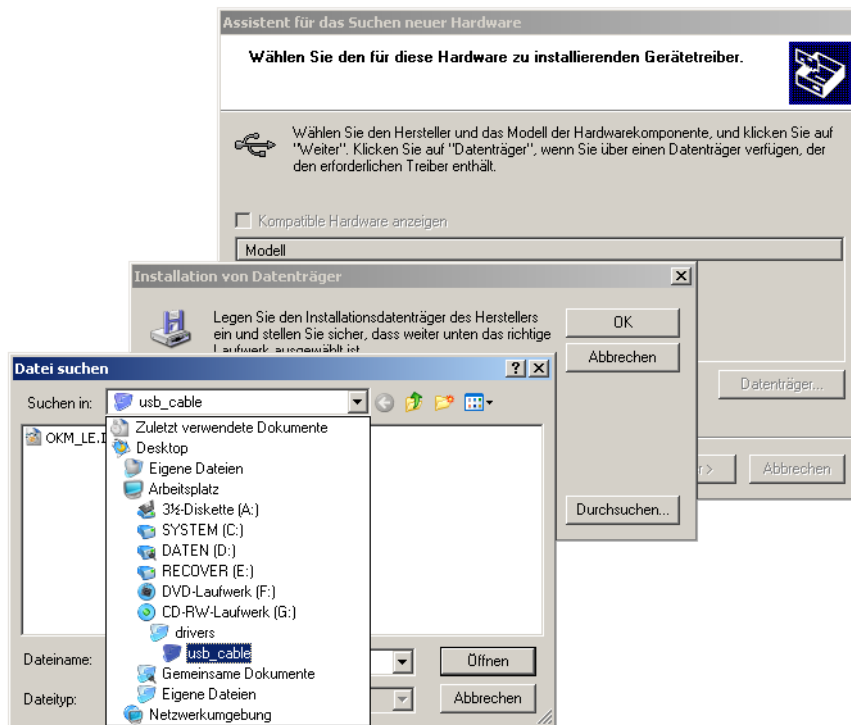 Assistent für das Suchen neuer Hardware
Wählen Sie den für diese Hardware zu installierenden Gerätetreiber.
Wählen Sie den Hersteller und das Modell der Hardwarekomponente, und klicken Sie auf
"Weiter". Klicken Sie auf "Datenträger", wenn Sie über einen Datenträger verfügen, der
den erforderlichen Treiber enthält.
Kompatible Hardware anzeigen
Modell
Datenträger...
>
Abbrechen
Installation von Datenträger
Legen Sie den Installationsdatenträger des Herstellers
ein und stellen Sie sicher, dass weiter unten das richtige
Laufwerk ausgewählt ist.
OK
Abbrechen
Durchsuchen...
Datei suchen
Suchen in:
usb_cable
OKM_LE.
Zuletzt verwendete Dokumente
Desktop
Eigene Dateien
Arbeitsplatz
3½-Diskette (A:)
SYSTEM (C:)
DATEN (D:)
RECOVER (E:)
DVD-Laufwerk (F:)
CD-RW-Laufwerk (G:)
drivers
usb_cable
Gemeinsame Dokumente
Eigene Dateien
Netzwerkumgebung
Dateiname:
Öffnen
Dateityp:
Abbrechen